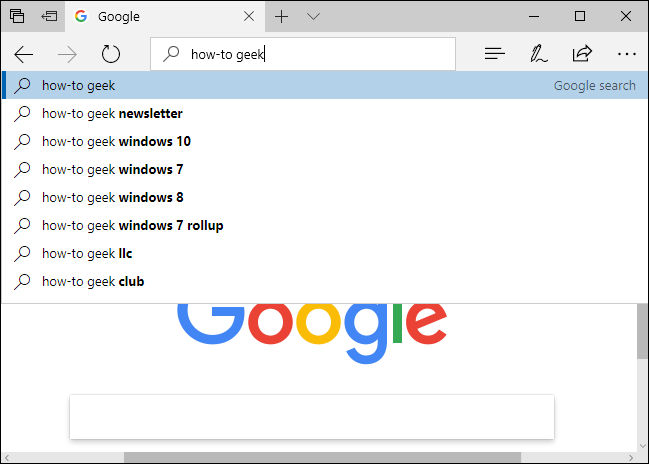 Google
how-to geek
how-to geek Google search
how-to geek newsletter
how-to geek windows 10
how-to geek windows 7
how-to geek windows 8
how-to geek windows 7 rollup
how-to geek llc
how-to geek club
Google